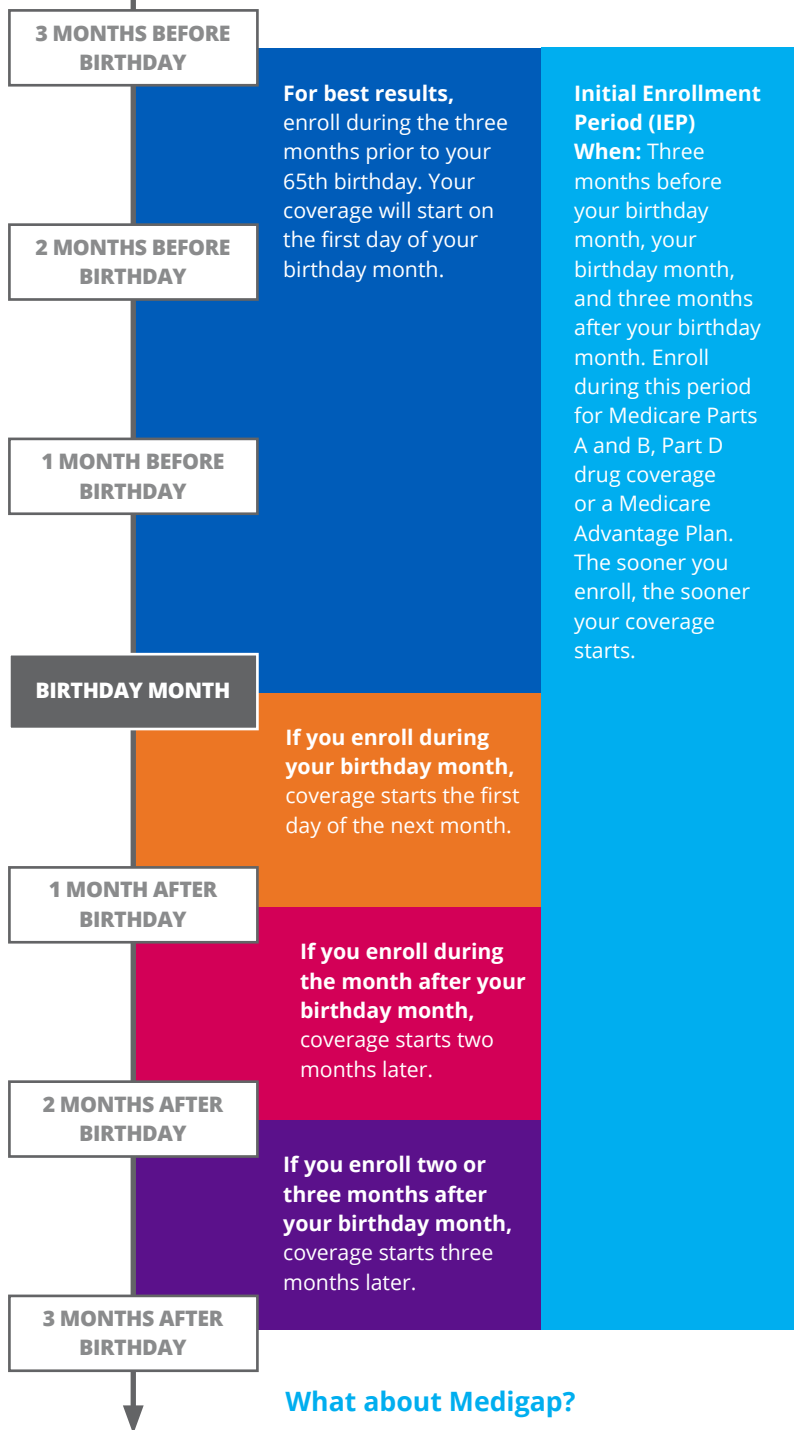 3 MONTHS BEFORE
BIRTHDAY
For best results,
enroll during the three
months prior to your
65th birthday. Your
coverage will start on
the first day of your
birthday month.
Initial Enrollment
Period (IEP)
When: Three
months before
your birthday
month, your
birthday month,
and three months
after your birthday
month. Enroll
during this period
for Medicare Parts
A and B, Part D
drug coverage
or a Medicare
Advantage Plan.
The sooner you
enroll, the sooner
your coverage
starts.
2 MONTHS BEFORE
BIRTHDAY
1 MONTH BEFORE
BIRTHDAY
BIRTHDAY MONTH
If you enroll during
your birthday month,
coverage starts the first
day of the next month.
1 MONTH AFTER
BIRTHDAY
If you enroll during
the month after your
birthday month,
coverage starts two
months later.
2 MONTHS AFTER
BIRTHDAY
If you enroll two or
three months after
your birthday month,
coverage starts three
months later.
3 MONTHS AFTER
BIRTHDAY
What about Medigap?